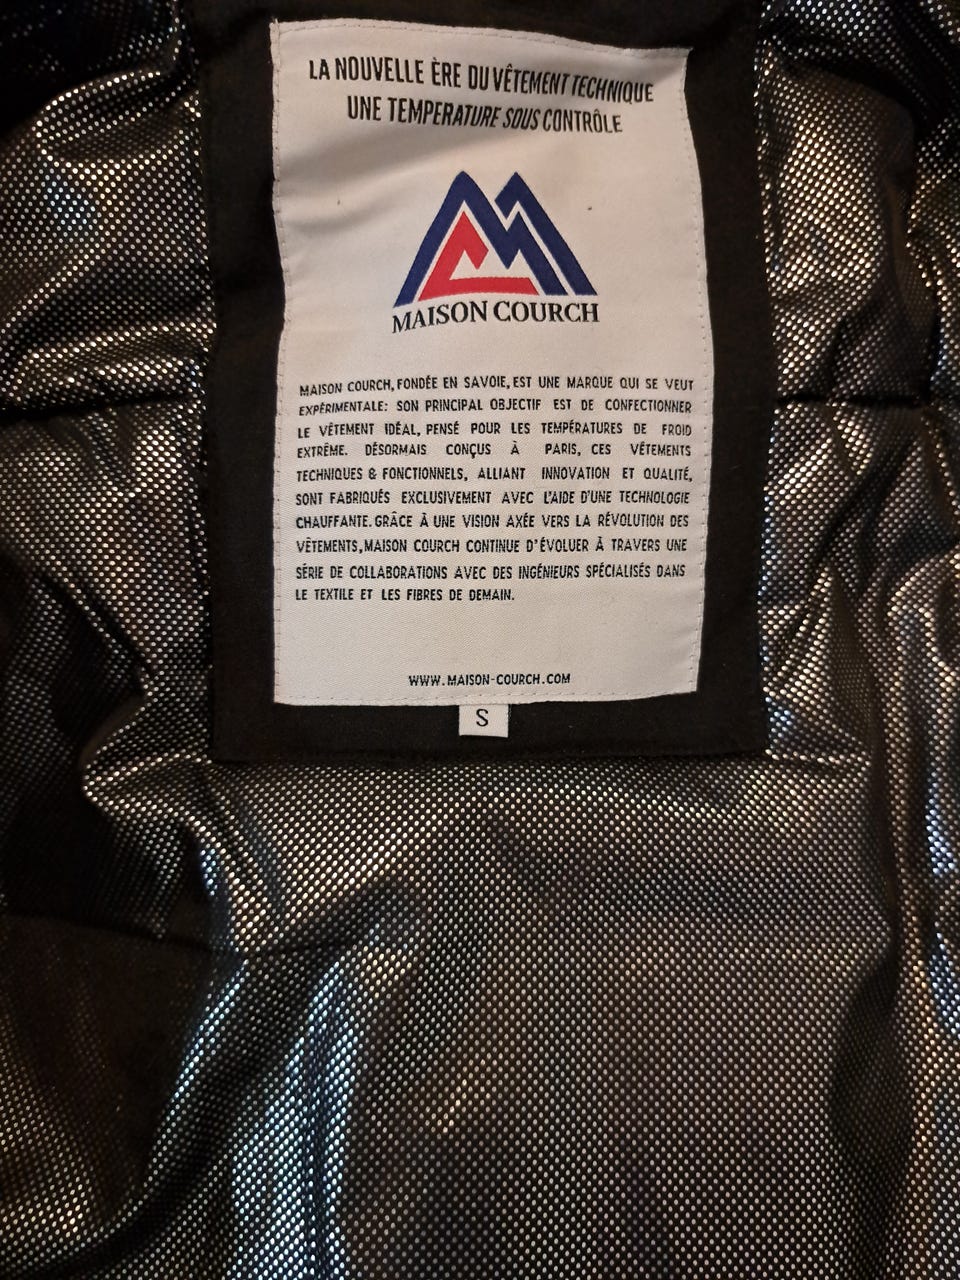 LA NOUVELLE ÈRE DU VÊTEMENT TECHNIQUE
UNE TEMPERATURE SOUS CONTRÔLE
MAISON COURCH
MAISON COURCH, FONDÉE EN SAVOIE, EST UNE MARQUE QUI SE VEUT
EXPÉRIMENTALE: SON PRINCIPAL OBJECTIF EST DE CONFECTIONNER
LE VÊTEMENT IDÉAL, PENSÉ POUR LES TEMPÉRATURES DE FROID
EXTRÊME. DÉSORMAIS CONÇUS À PARIS, CES VÊTEMENTS
TECHNIQUES & FONCTIONNELS, ALLIANT INNOVATION ET QUALITÉ,
SONT FABRIQUÉS EXCLUSIVEMENT AVEC L'AIDE D'UNE TECHNOLOGIE
CHAUFFANTE. GRÂCE À UNE VISION AXÉE VERS LA RÉVOLUTION DES
VÊTEMENTS, MAISON COURCH CONTINUE D'ÉVOLUER À TRAVERS UNE
SÉRIE DE COLLABORATIONS AVEC DES INGÉNIEURS SPÉCIALISÉS DANS
LE TEXTILE ET LES FIBRES DE DEMAIN.
WWW.MAISON-COURCH.COM
S